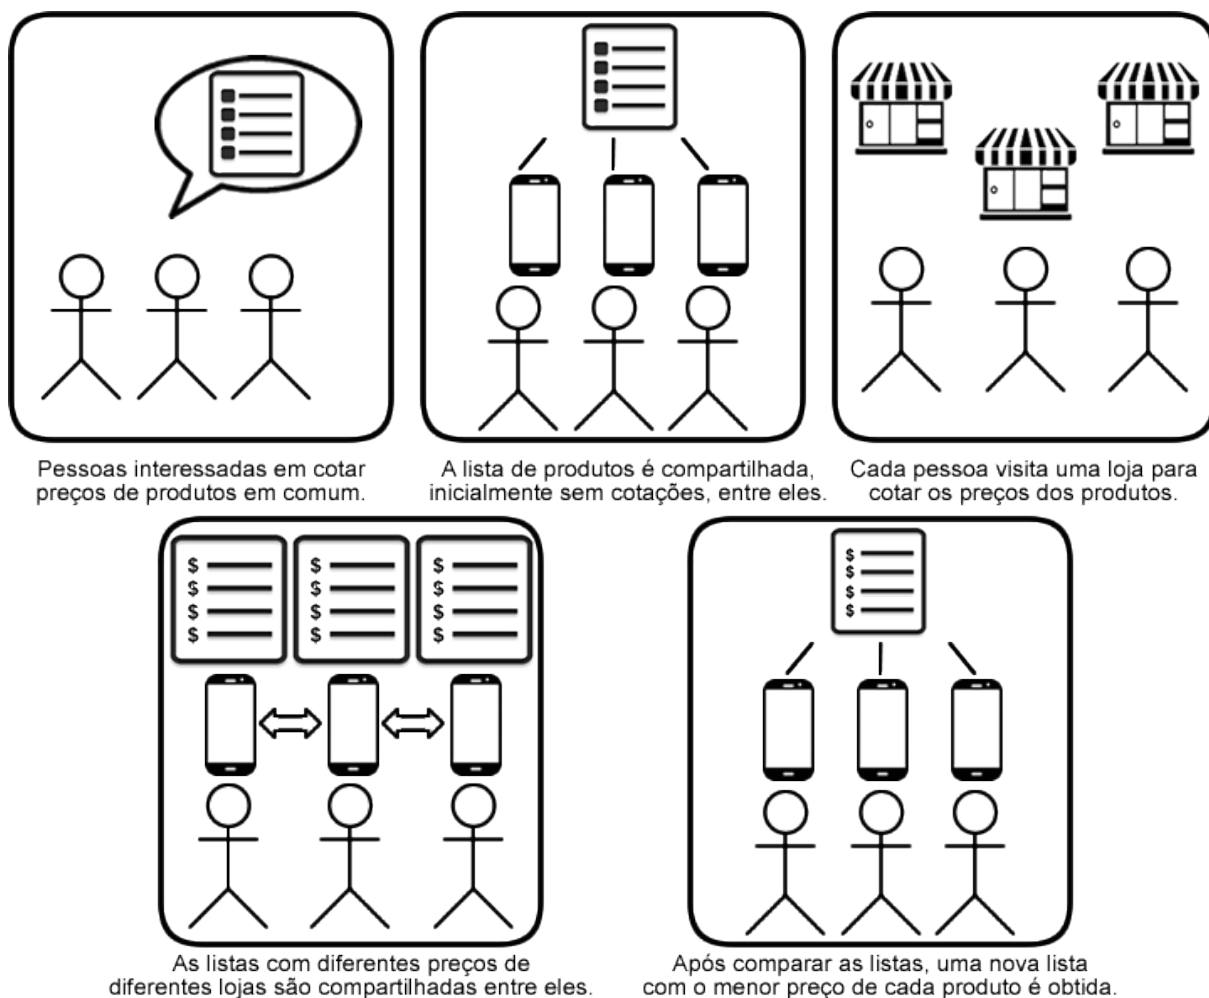 Pessoas interessadas em cotar
preços de produtos em comum.
A lista de produtos é compartilhada,
inicialmente sem cotações, entre eles.
Cada pessoa visita uma loja para
cotar os preços dos produtos.
$
$
$
$
$
$
$
$
$
$
$
$
As listas com diferentes preços de
diferentes lojas são compartilhadas entre eles.
$
$
$
$
Após comparar as listas, uma nova lista
com o menor preço de cada produto é obtida.